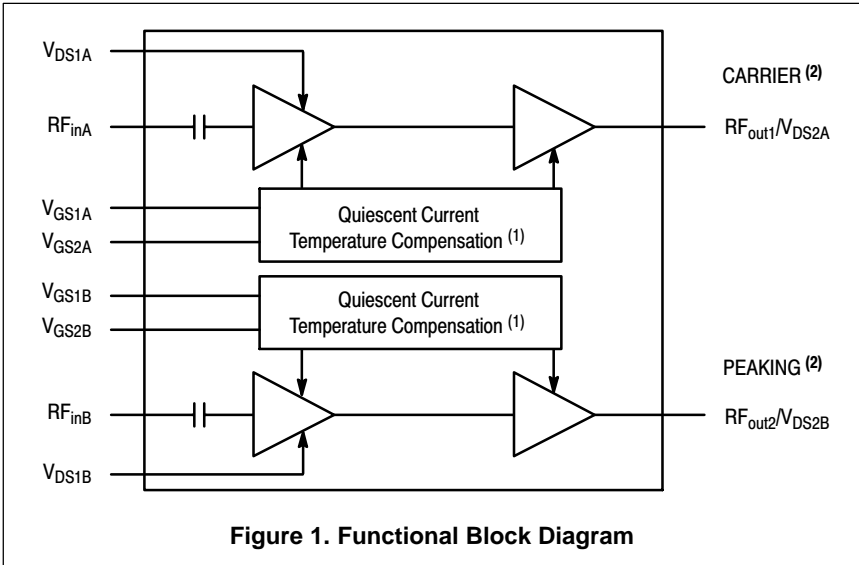 V_DS1A
CARRIER (2)
RF_inA
RF_out1/V_DS2A
V_GS1A
Quiescent Current
V_GS2A
Temperature Compensation (1)
V_GS1B
Quiescent Current
V_GS2B
Temperature Compensation (1)
PEAKING (2)
RF_inB
RF_out2/V_DS2B
V_DS1B
Figure 1. Functional Block Diagram